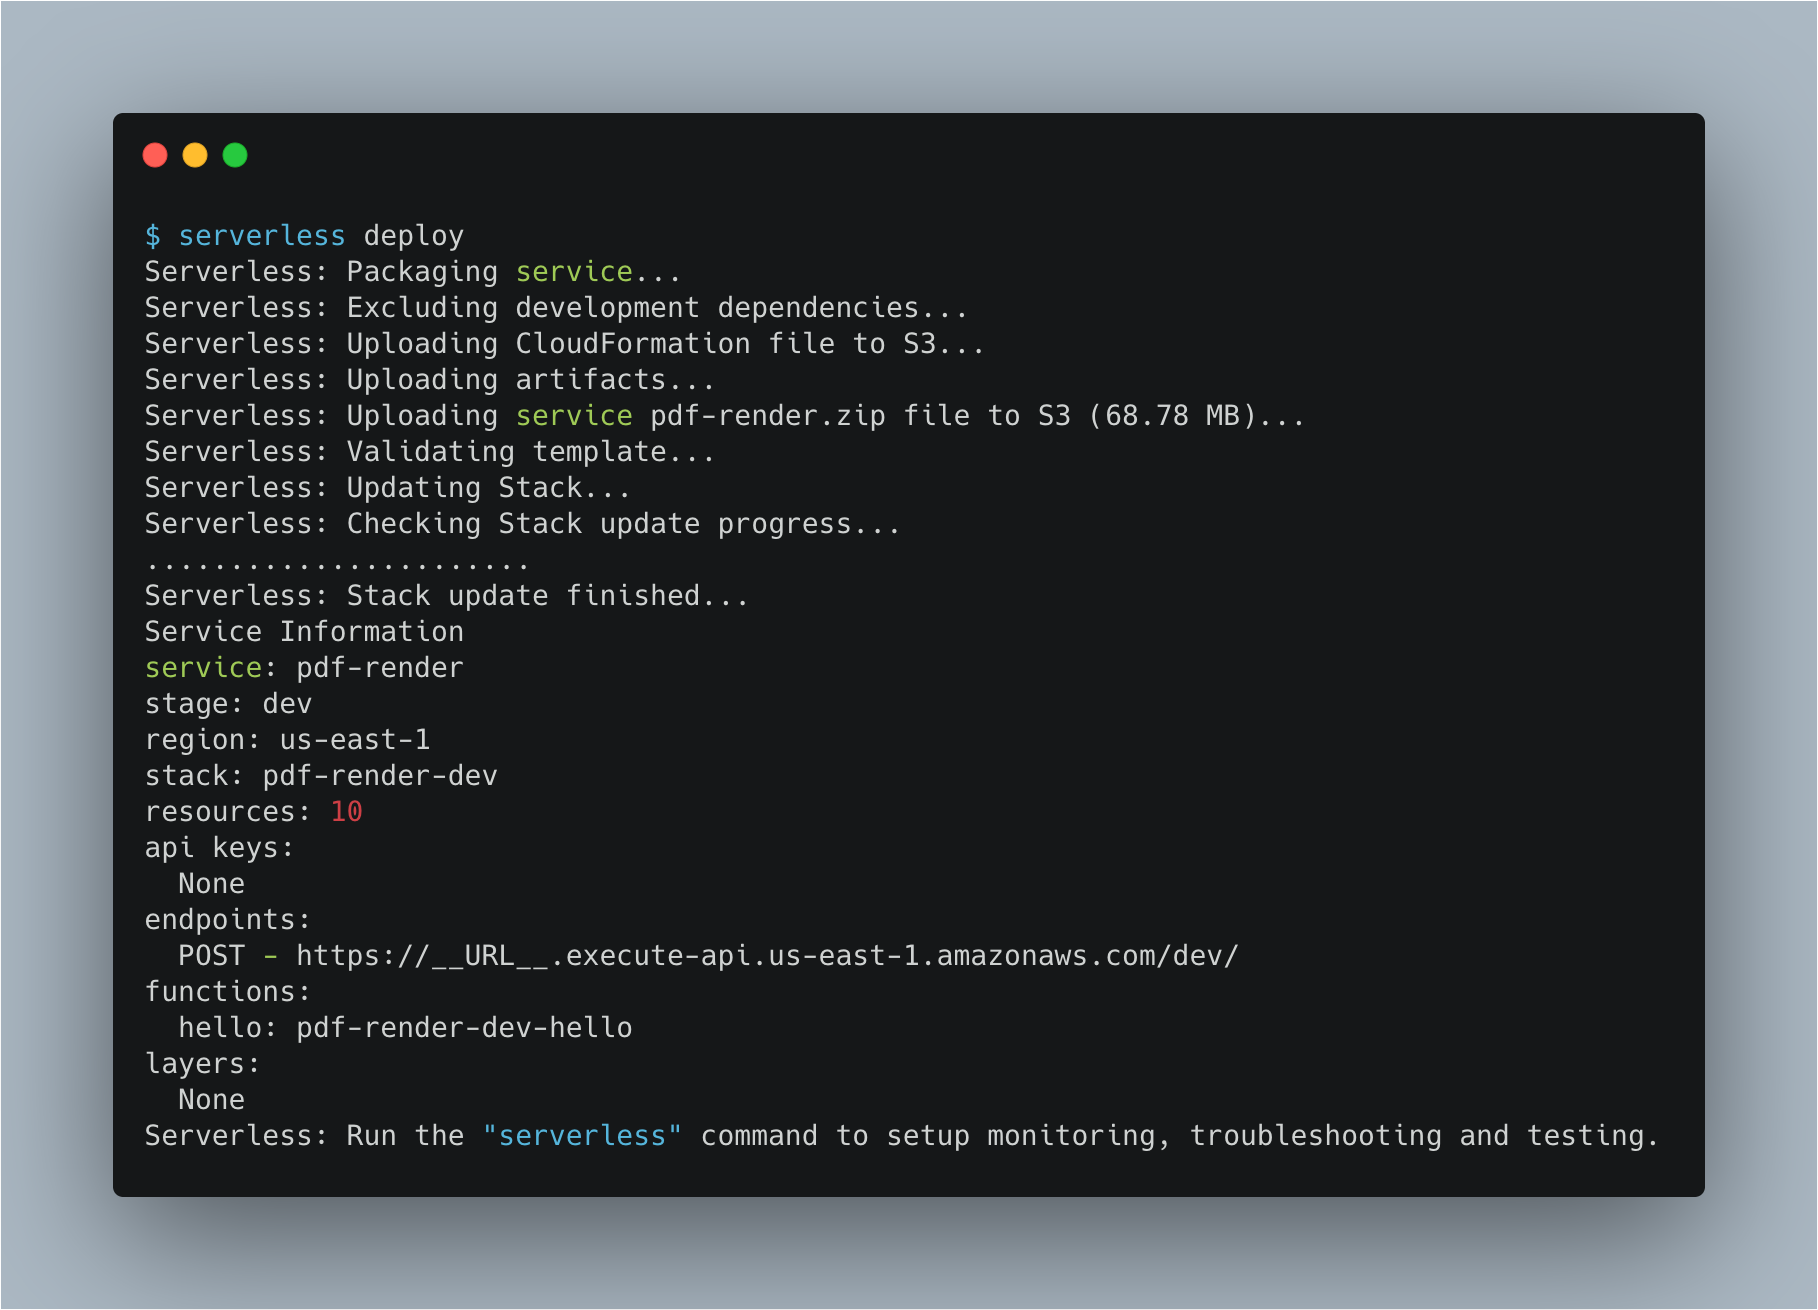 $ serverless deploy
Serverless: Packaging service...
Serverless: Excluding development dependencies...
Serverless: Uploading CloudFormation file to S3...
Serverless: Uploading artifacts...
Serverless: Uploading service pdf-render.zip file to S3 (68.78 MB)...
Serverless: Validating template...
Serverless: Updating Stack...
Serverless: Checking Stack update progress...
.......................
Serverless: Stack update finished...
Service Information
service: pdf-render
stage: dev
region: us-east-1
stack: pdf-render-dev
resources: 10
api keys:
  None
endpoints:
  POST - https://__URL__.execute-api.us-east-1.amazonaws.com/dev/
functions:
  hello: pdf-render-dev-hello
layers:
  None
Serverless: Run the "serverless" command to setup monitoring, troubleshooting and testing.